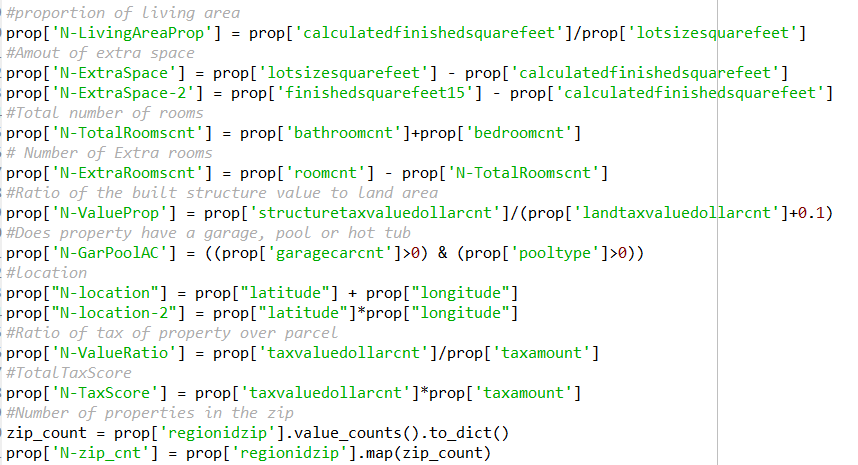 #proportion of living area
prop['N-LivingAreaProp'] = prop['calculatedfinishedsquarefeet']/prop['lotsizesquarefeet']
#Amout of extra space
prop['N-ExtraSpace'] = prop['lotsizesquarefeet'] - prop['calculatedfinishedsquarefeet']
prop['N-ExtraSpace-2'] = prop['finishedsquarefeet15'] - prop['calculatedfinishedsquarefeet']
#Total number of rooms
prop['N-TotalRoomscnt'] = prop['bathroomcnt']+prop['bedroomcnt']
# Number of Extra rooms
prop['N-ExtraRoomscnt'] = prop['roomcnt'] - prop['N-TotalRoomscnt']
#Ratio of the built structure value to land area
prop['N-ValueProp'] = prop['structuretaxvaluedollarcnt']/(prop['landtaxvaluedollarcnt']+0.1)
#Does property have a garage, pool or hot tub
prop['N-GarPoolAC'] = ((prop['garagecarcnt']>0) & (prop['pooltype']>0))
#location
prop["N-location"] = prop["latitude"] + prop["longitude"]
prop["N-location-2"] = prop["latitude"]*prop["longitude"]
#Ratio of tax of property over parcel
prop['N-ValueRatio'] = prop['taxvaluedollarcnt']/prop['taxamount']
#TotalTaxScore
prop['N-TaxScore'] = prop['taxvaluedollarcnt']*prop['taxamount']
#Number of properties in the zip
zip_count = prop['regionidzip'].value_counts().to_dict()
prop['N-zip_cnt'] = prop['regionidzip'].map(zip_count)